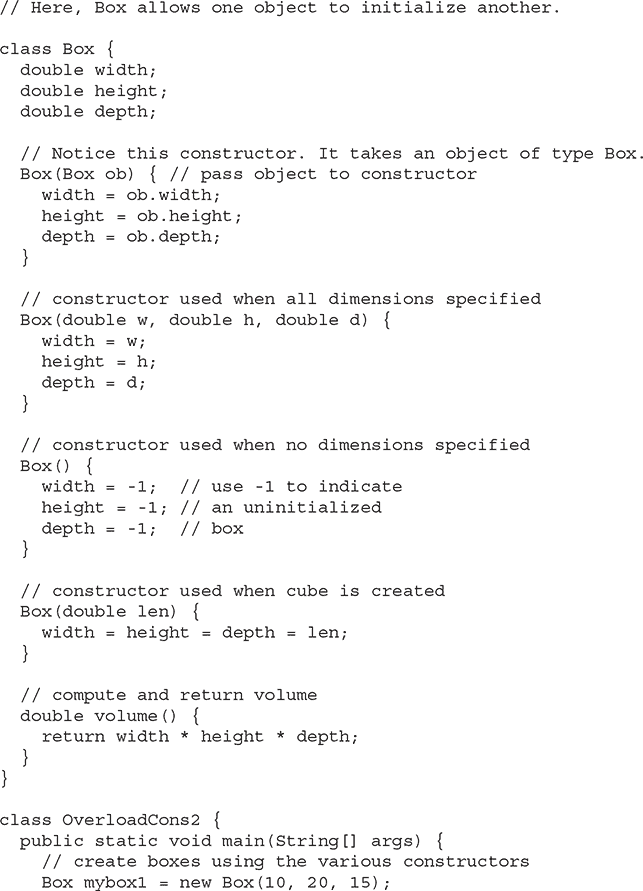 // Here, Box allows one object to initialize another.
class Box {
  double width;
  double height;
  double depth;
  // Notice this constructor. It takes an object of type Box.
  Box(Box ob) { // pass object to constructor
    width = ob.width;
    height = ob.height;
    depth = ob.depth;
  }
  // constructor used when all dimensions specified
  Box(double w, double h, double d) {
    width = w;
    height = h;
    depth = d;
  }
  // constructor used when no dimensions specified
  Box() {
    width = -1;  // use -1 to indicate
    height = -1; // an uninitialized
    depth = -1;  // box
  }
  // constructor used when cube is created
  Box(double len) {
    width = height = depth = len;
  }
  // compute and return volume
  double volume() {
    return width * height * depth;
  }
}
class OverloadCons2 {
  public static void main(String[] args) {
    // create boxes using the various constructors
    Box mybox1 = new Box(10, 20, 15);